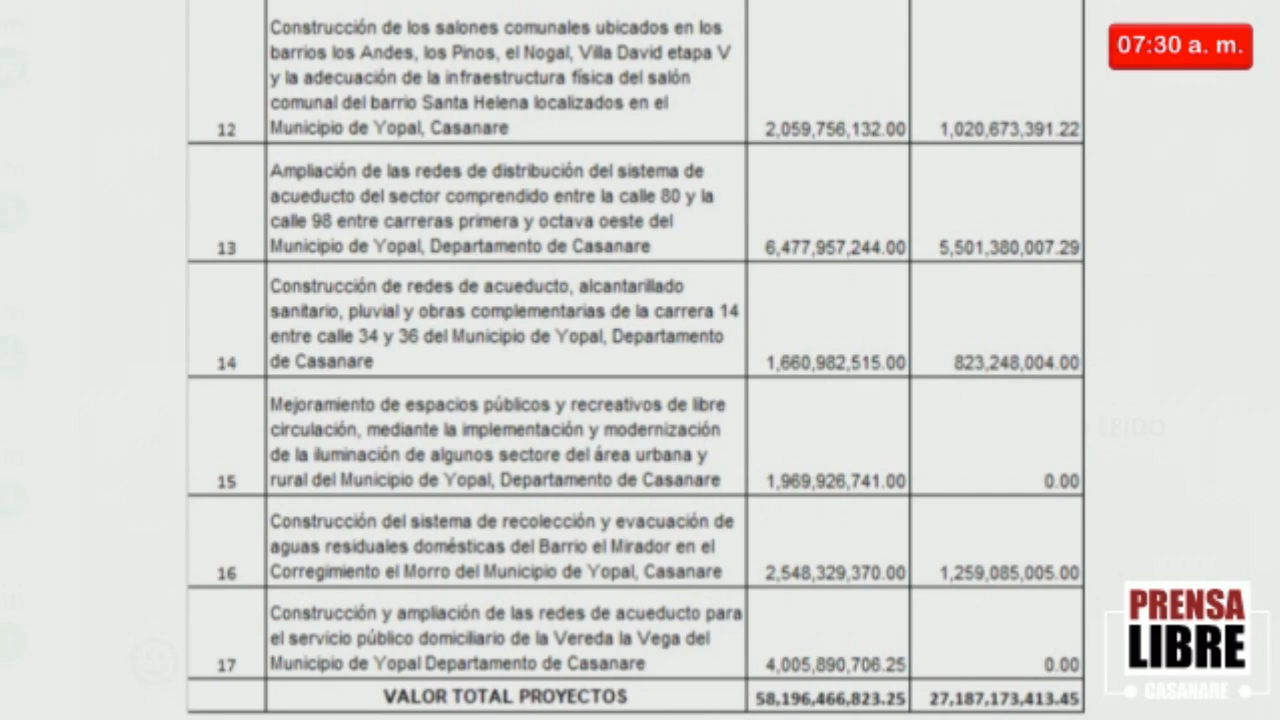 07:30 a. m.
Construcción de los salones comunales ubicados en los
barrios los Andes, los Pinos, el Nogal, Villa David etapa V
y la adecuación de la infraestructura física del salón
comunal del barrio Santa Helena localizados en el
12 Municipio de Yopal, Casanare 2,059,756,132.00 1,020,673,391.22
Ampliación de las redes de distribución del sistema de
acueducto del sector comprendido entre la calle 80 y la
calle 98 entre carreras primera y octava oeste del
13 Municipio de Yopal, Departamento de Casanare 6,477,957,244.00 5,501,380,007.29
Construcción de redes de acueducto, alcantarillado
sanitario, pluvial y obras complementarias de la carrera 14
entre calle 34 y 36 del Municipio de Yopal, Departamento
14 de Casanare 1,660,982,515.00 823,248,004.00
Mejoramiento de espacios públicos y recreativos de libre
circulación, mediante la implementación y modernización
de la iluminación de algunos sectore del área urbana y
15 rural del Municipio de Yopal, Departamento de Casanare 1,969,926,741.00 0.00
Construcción del sistema de recolección y evacuación de
aguas residuales domésticas del Barrio el Mirador en el
16 Corregimiento el Morro del Municipio de Yopal, Casanare 2,548,329,370.00 1,259,085,005.00
Construcción y ampliación de las redes de acueducto para
el servicio público domiciliario de la Vereda la Vega del
17 Municipio de Yopal Departamento de Casanare 4,005,890,706.25 0.00
VALOR TOTAL PROYECTOS 58,196,466,823.25 27,187,173,413.45
PRENSA
LIBRE
CASANARE